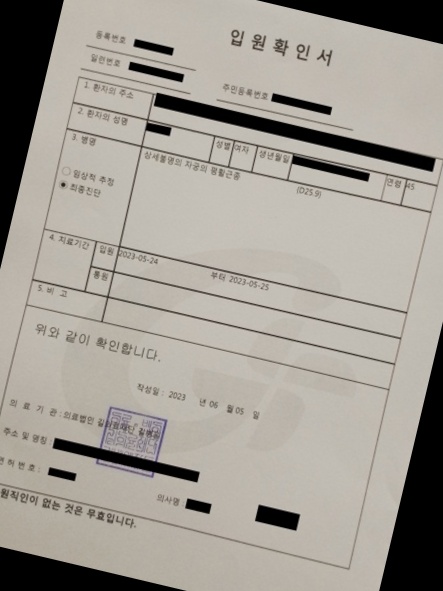 입 원 확 인 서
등록번호
일련번호
주민등록번호
1. 환자의 주소
2. 환자의 성명
성별 여자 생년월일 연령 45
3. 병명
상세불명의 자궁의 평활근종 (D25.9)
임상적 추정
최종진단
4. 치료기간 입원 2023-05-24 부터 2023-05-25
통원
5. 비 고
위와 같이 확인합니다.
작성일 : 2023 년 06 월 05 일
의 료 기 관 : 의료법인
주소 및 명칭 :
허 번 호 :
의사명
원직인이 없는 것은 무효입니다.